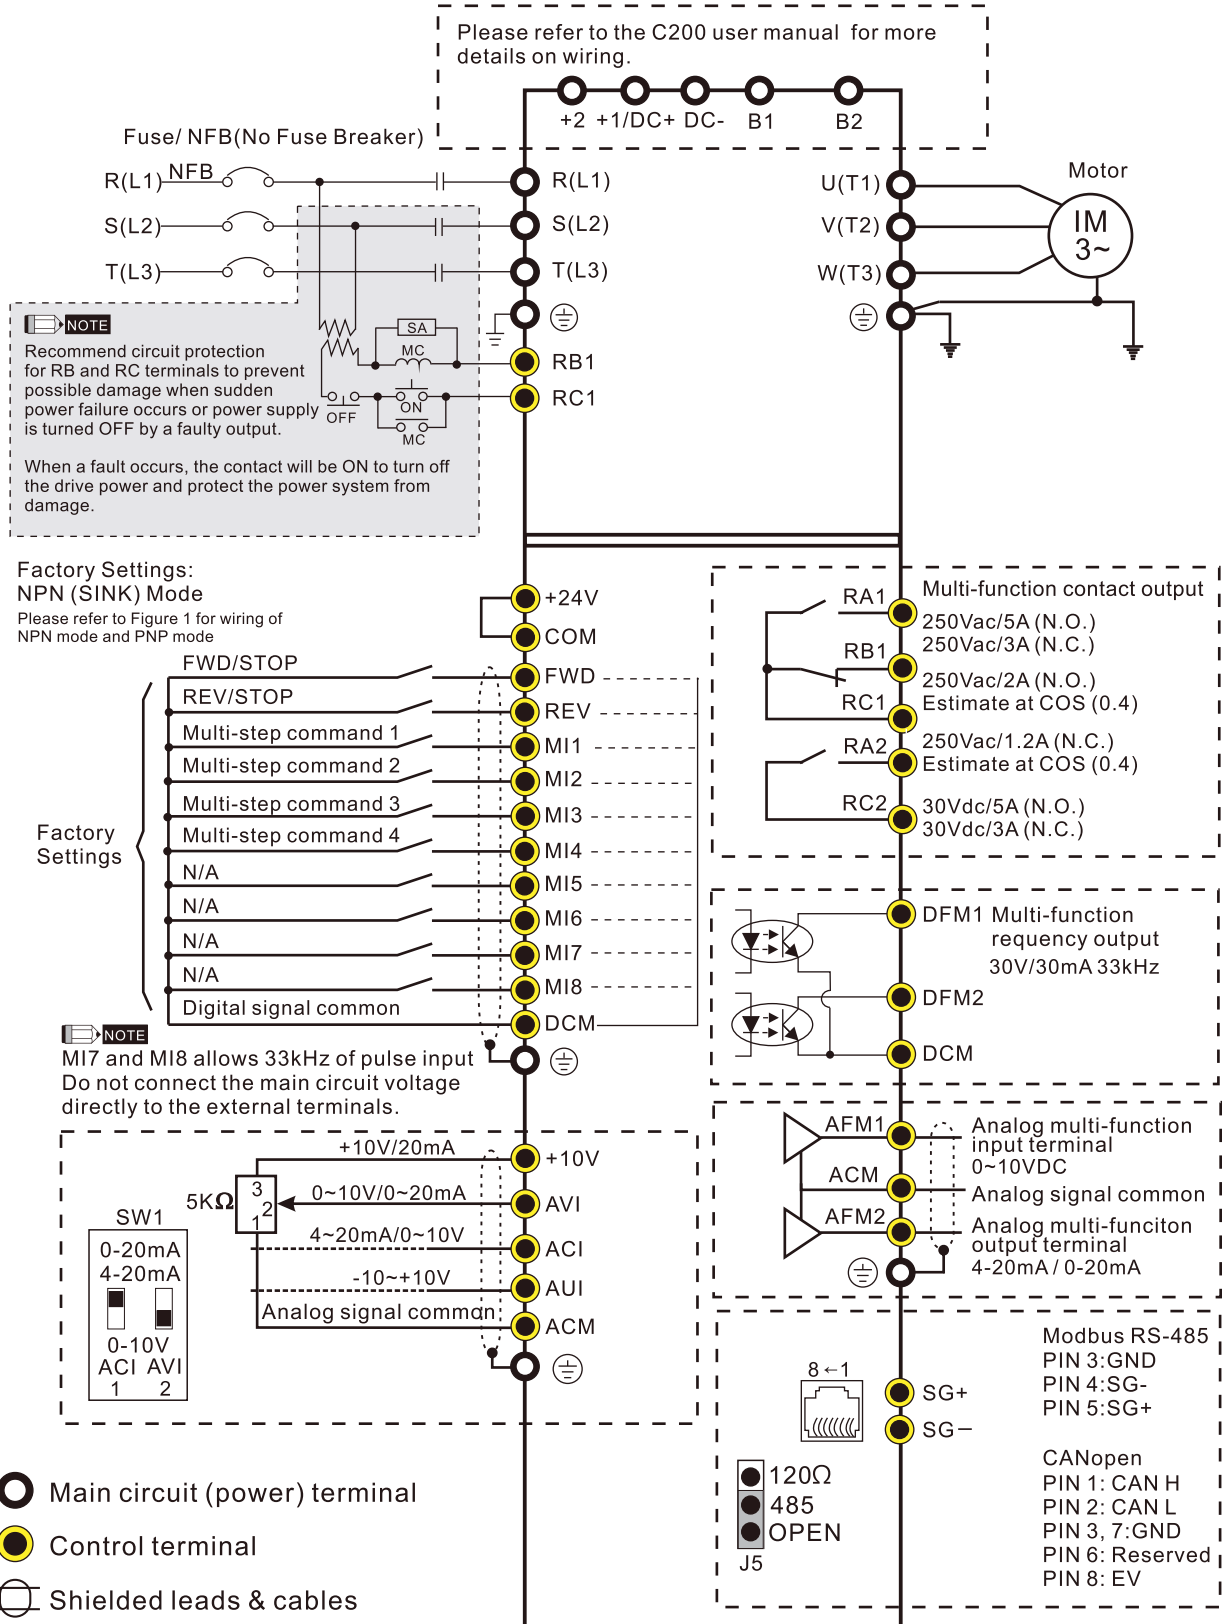 Please refer to the C200 user manual for more
details on wiring.
+2 +1/DC+ DC- B1 B2
Fuse/ NFB(No Fuse Breaker)
R(L1) NFB
S(L2)
T(L3)
R(L1)
S(L2)
T(L3)
RB1
RC1
U(T1)
V(T2)
W(T3)
Motor
IM
3~
NOTE
Recommend circuit protection
for RB and RC terminals to prevent
possible damage when sudden
power failure occurs or power supply
is turned OFF by a faulty output.
When a fault occurs, the contact will be ON to turn off
the drive power and protect the power system from
damage.
SA
MC
ON
OFF
MC
Factory Settings:
NPN (SINK) Mode
Please refer to Figure 1 for wiring of
NPN mode and PNP mode
+24V
COM
FWD/STOP FWD
REV/STOP REV
Multi-step command 1 MI1
Multi-step command 2 MI2
Multi-step command 3 MI3
Multi-step command 4 MI4
N/A MI5
N/A MI6
N/A MI7
N/A MI8
Digital signal common DCM
Factory
Settings
NOTE
MI7 and MI8 allows 33kHz of pulse input
Do not connect the main circuit voltage
directly to the external terminals.
RA1
RB1
RC1
RA2
RC2
Multi-function contact output
250Vac/5A (N.O.)
250Vac/3A (N.C.)
250Vac/2A (N.O.)
Estimate at COS (0.4)
250Vac/1.2A (N.C.)
Estimate at COS (0.4)
30Vdc/5A (N.O.)
30Vdc/3A (N.C.)
DFM1 Multi-function
requency output
30V/30mA 33kHz
DFM2
DCM
AFM1
ACM
AFM2
Analog multi-function
input terminal
0~10VDC
Analog signal common
Analog multi-funciton
output terminal
4-20mA / 0-20mA
+10V/20mA +10V
5KΩ
3
2
1
0~10V/0~20mA AVI
4~20mA/0~10V ACI
-10~+10V AUI
Analog signal common ACM
SW1
0-20mA
4-20mA
0-10V
ACI AVI
1 2
8←1
SG+
SG−
120Ω
485
OPEN
J5
Modbus RS-485
PIN 3:GND
PIN 4:SG-
PIN 5:SG+
CANopen
PIN 1: CAN H
PIN 2: CAN L
PIN 3, 7:GND
PIN 6: Reserved
PIN 8: EV
Main circuit (power) terminal
Control terminal
Shielded leads & cables